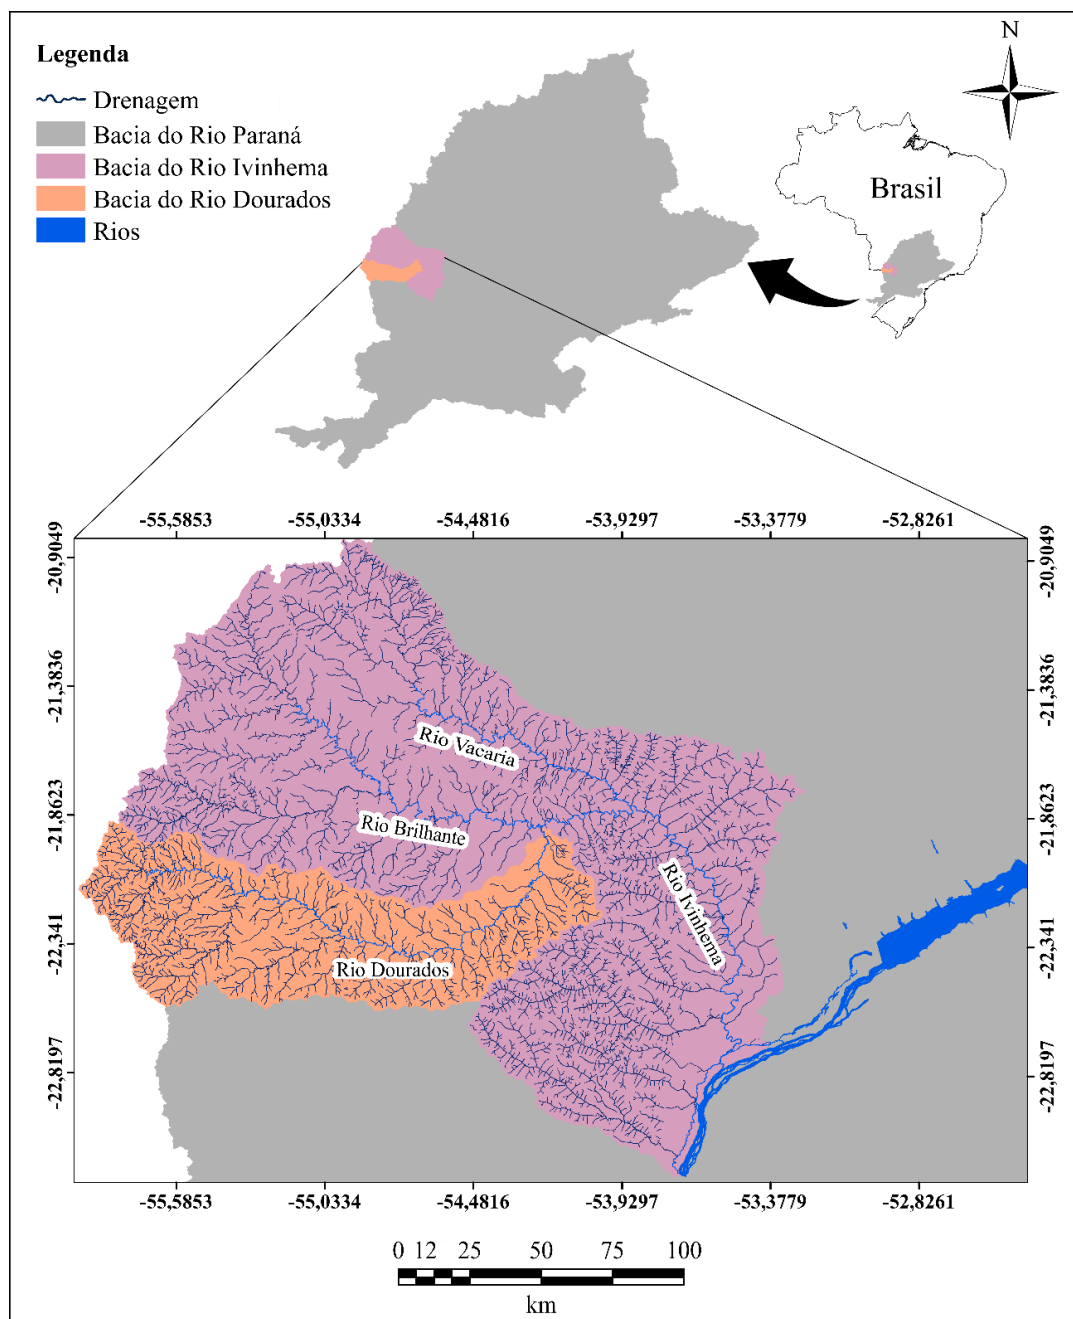 Legenda
Drenagem
Bacia do Rio Paraná
Bacia do Rio Ivinhema
Bacia do Rio Dourados
Rios
N
Brasil
-55,5853 -55,0334 -54,4816 -53,9297 -53,3779 -52,8261
-20,9049 -20,9049
-21,3836 -21,3836
Rio Vacaria
-21,8623 -21,8623
Rio Brilhante
Rio Ivinhema
-22,341 -22,341
Rio Dourados
-22,8197 -22,8197
-55,5853 -55,0334 -54,4816 -53,9297 -53,3779 -52,8261
0 12 25 50 75 100
km